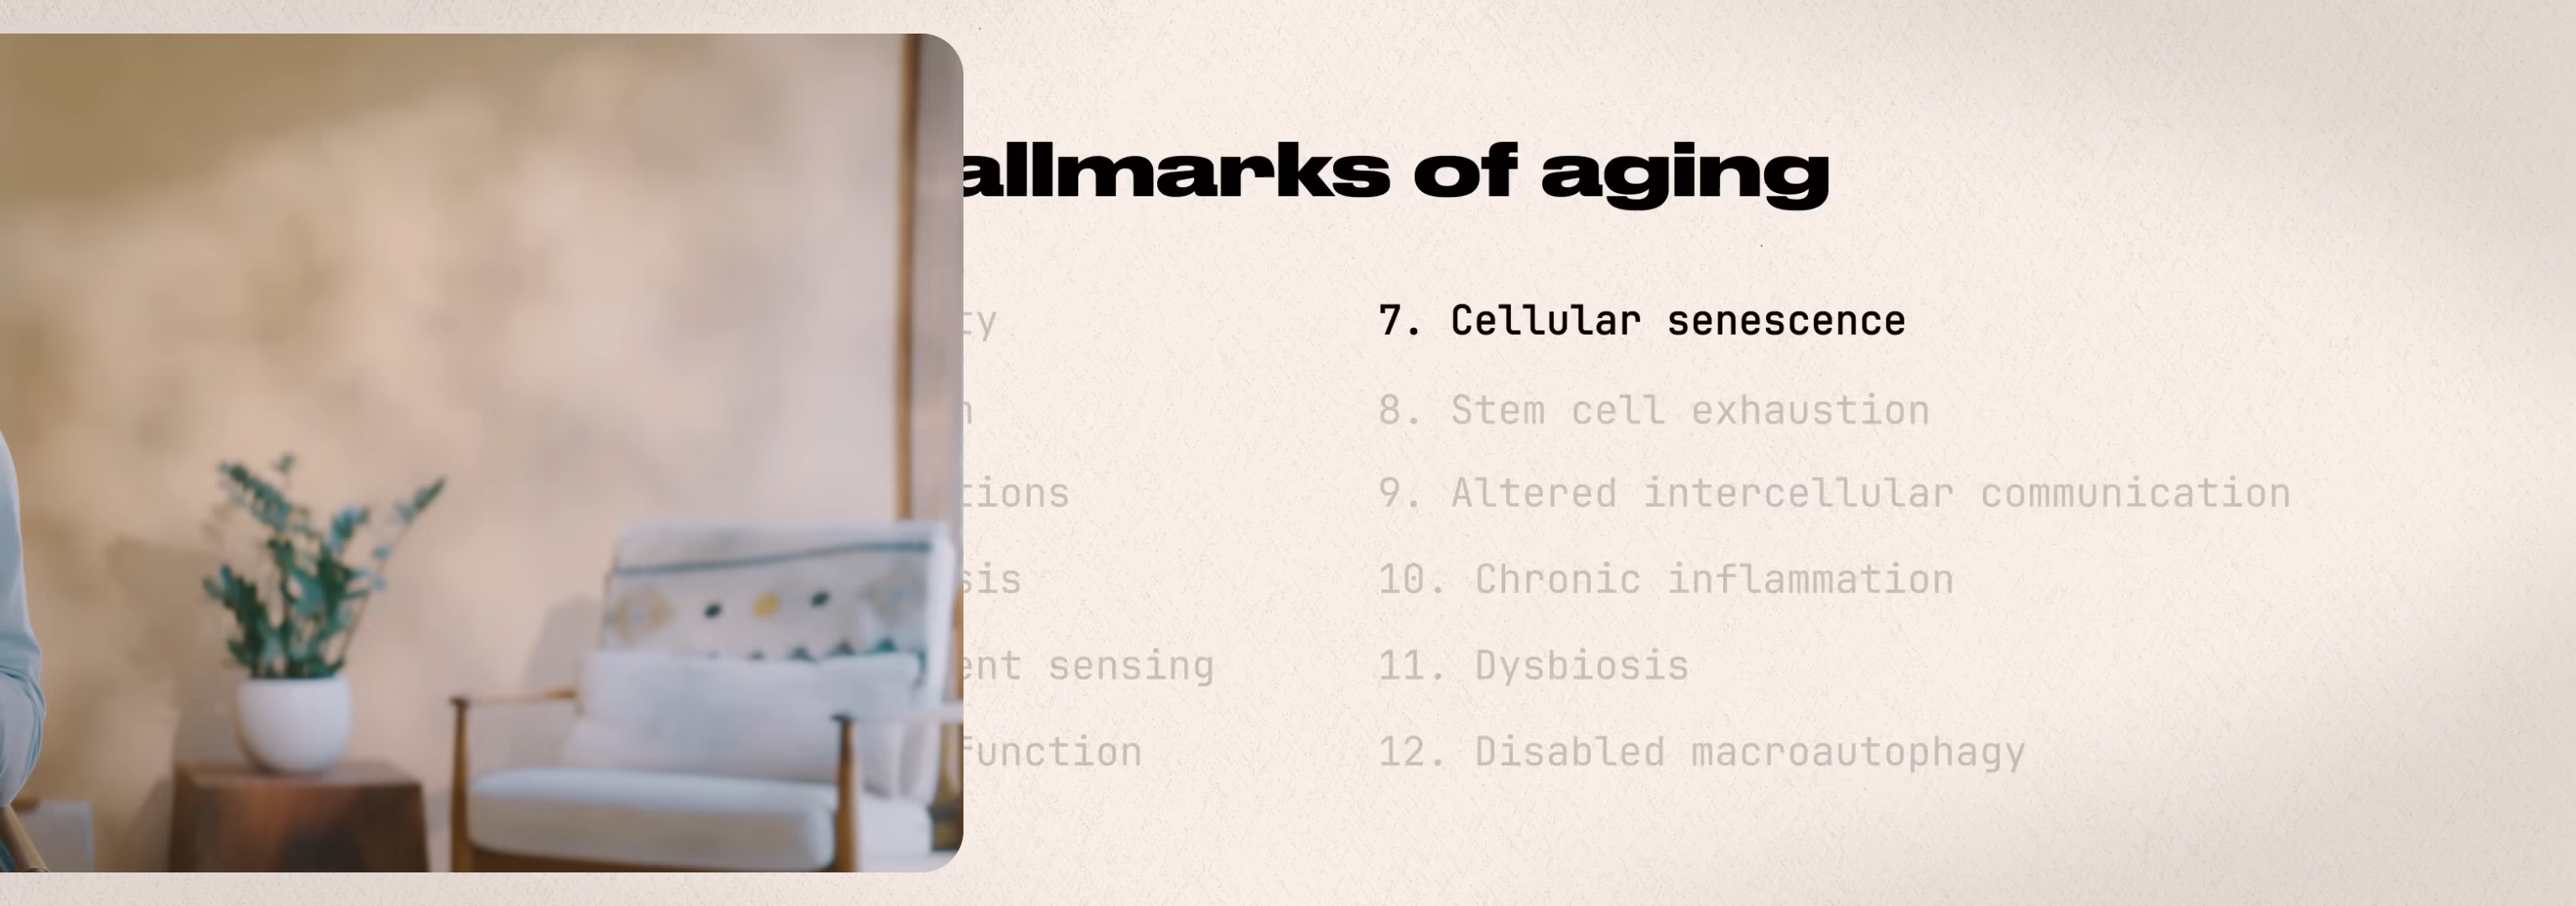 allmarks of aging
ty
7. Cellular senescence
8. Stem cell exhaustion
tions
9. Altered intercellular communication
sis
10. Chronic inflammation
ent sensing
11. Dysbiosis
function
12. Disabled macroautophagy